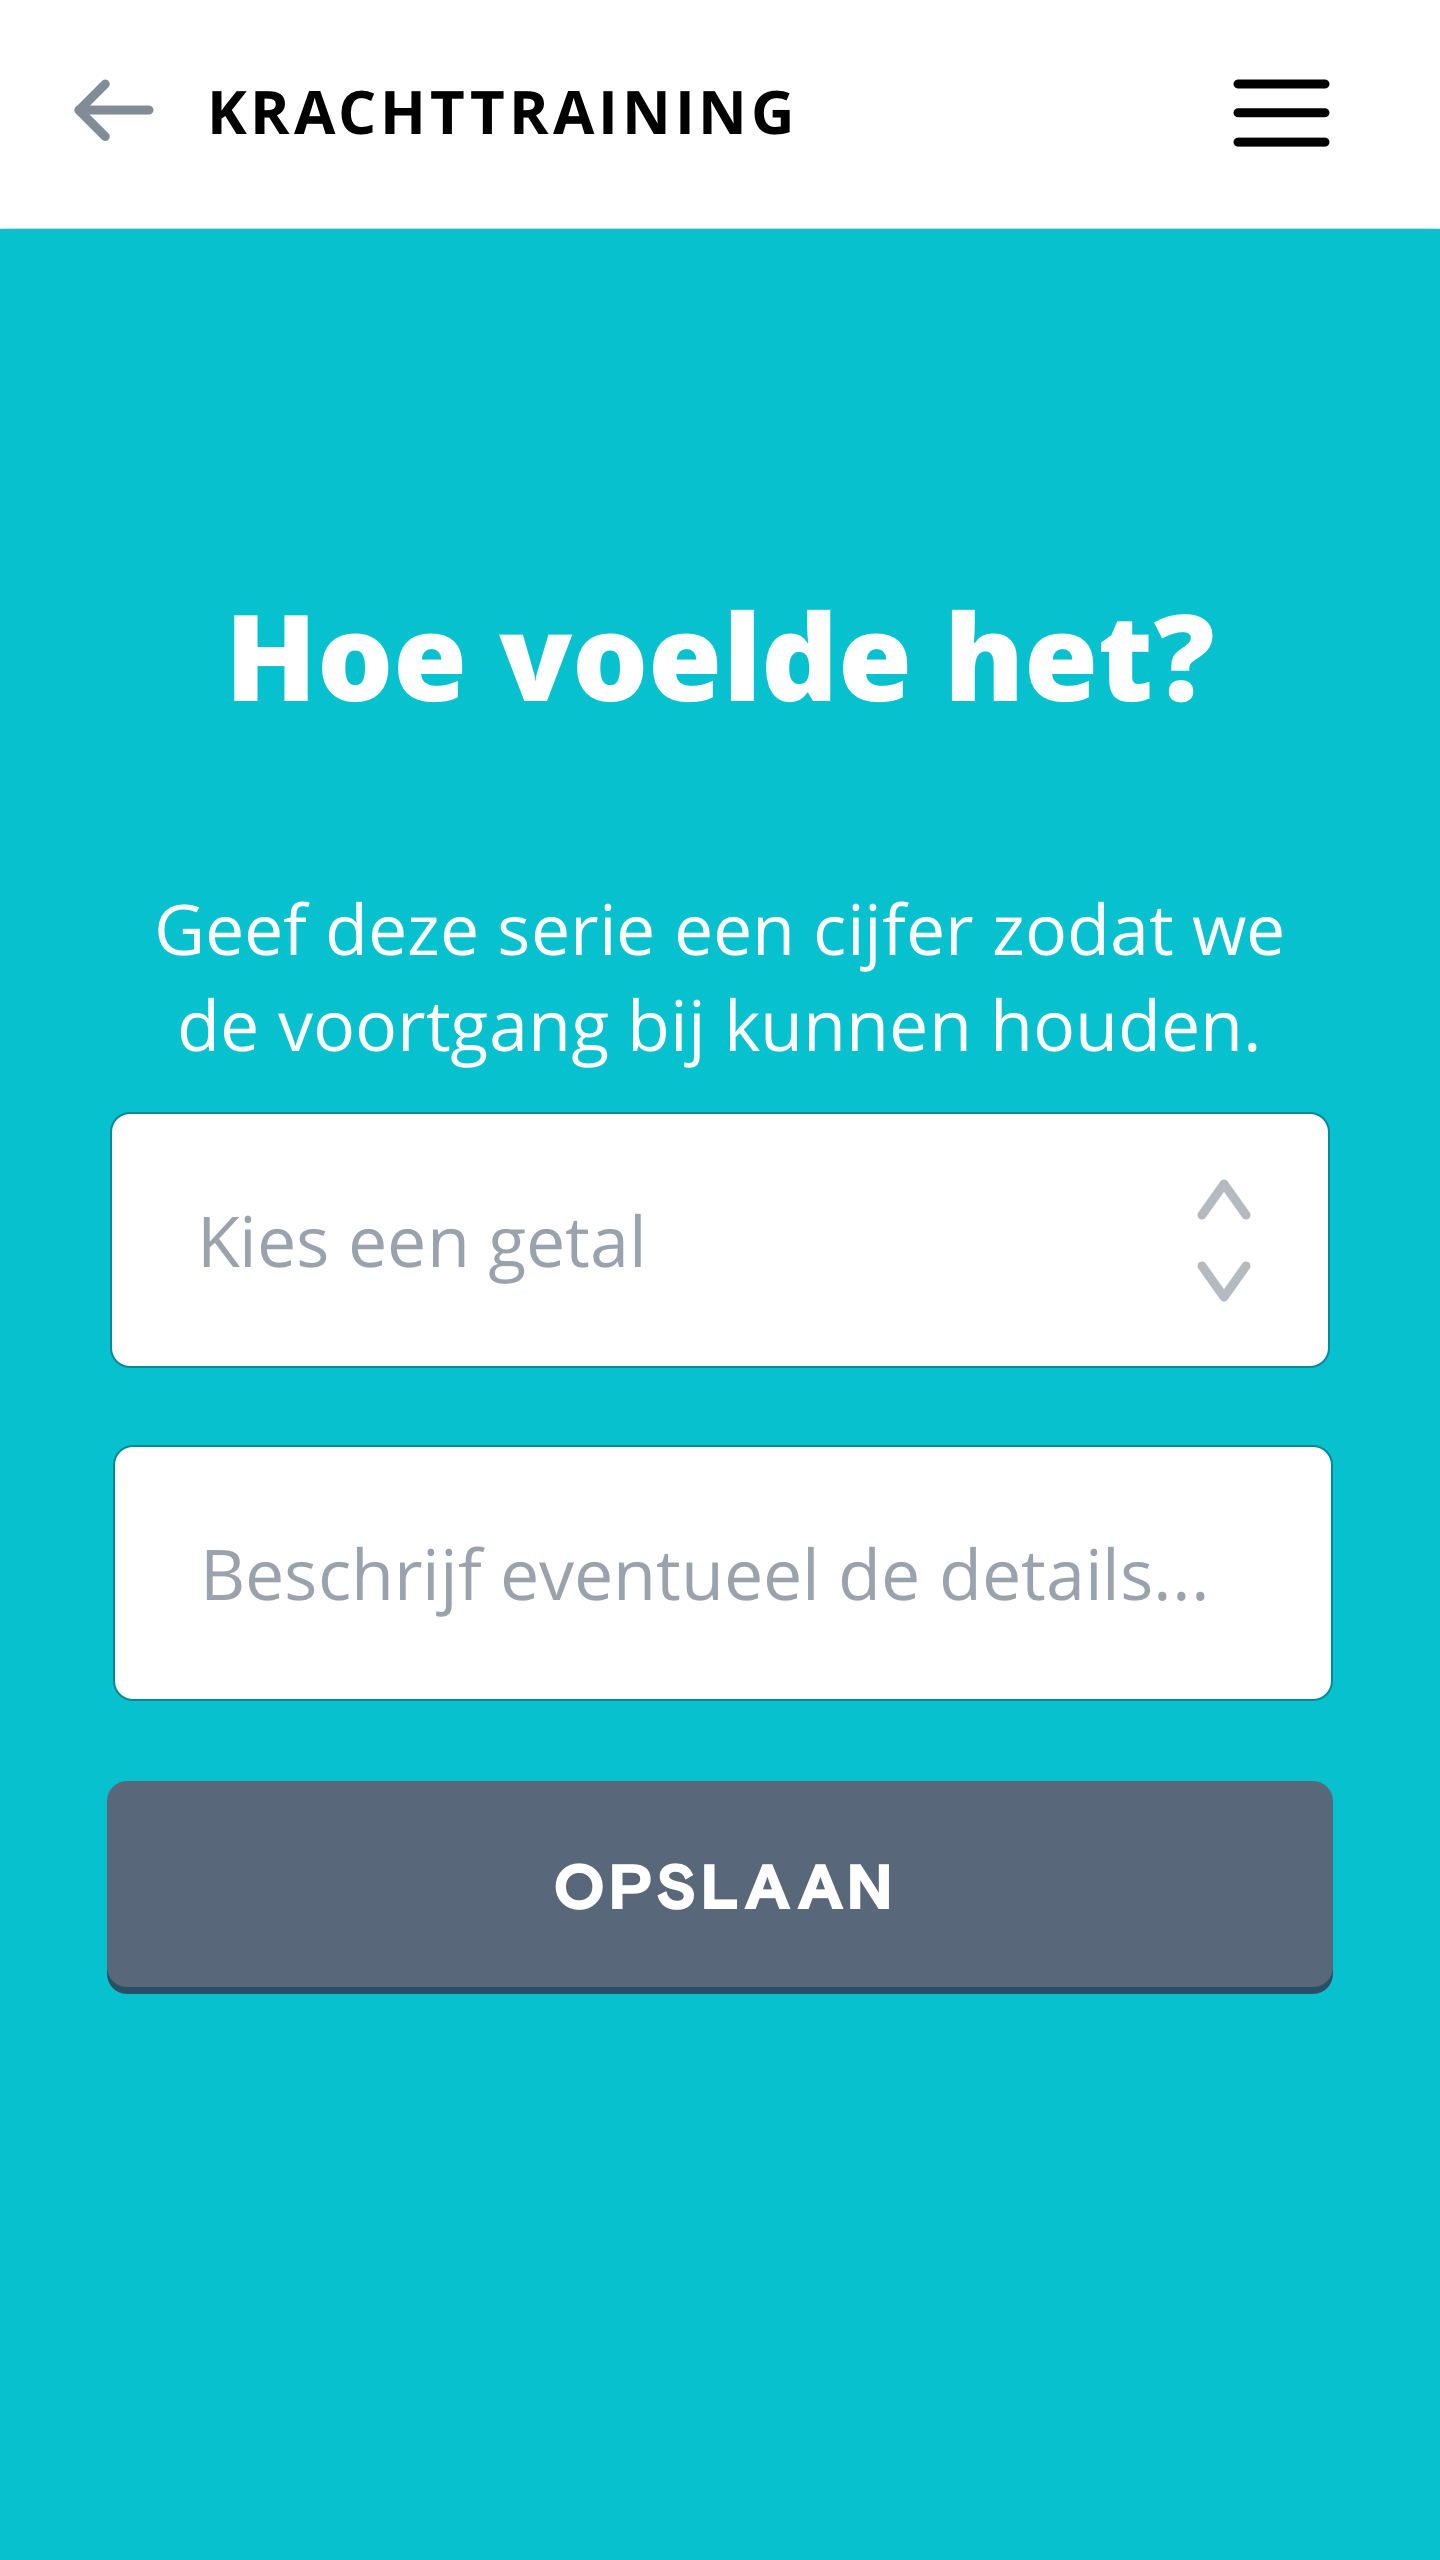 KRACHTTRAINING
Hoe voelde het?
Geef deze serie een cijfer zodat we
de voortgang bij kunnen houden.
Kies een getal
Beschrijf eventueel de details...
OPSLAAN